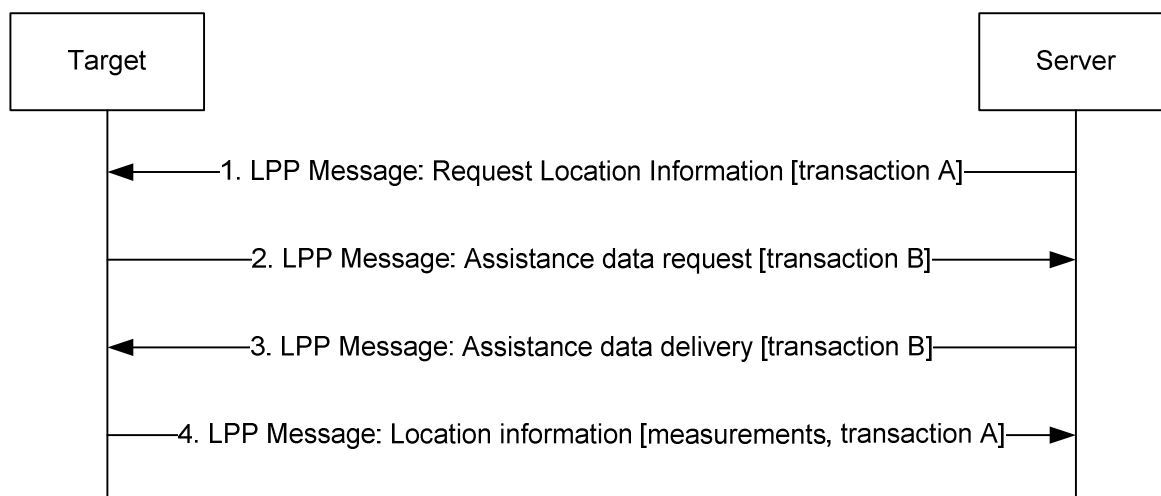 Target
Server
1. LPP Message: Request Location Information [transaction A]
2. LPP Message: Assistance data request [transaction B]
3. LPP Message: Assistance data delivery [transaction B]
4. LPP Message: Location information [measurements, transaction A]